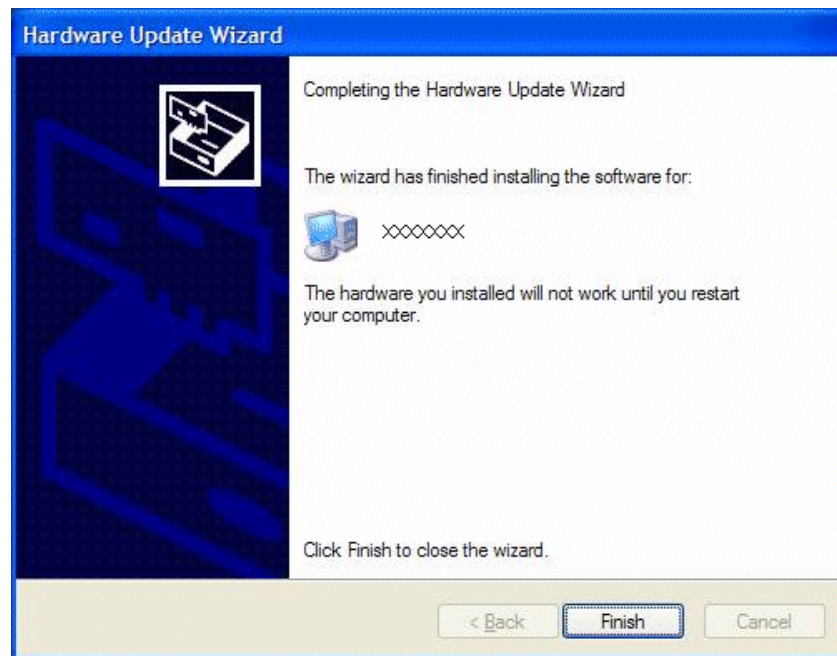 Hardware Update Wizard
Completing the Hardware Update Wizard
The wizard has finished installing the software for:
XXXXXXX
The hardware you installed will not work until you restart
your computer.
Click Finish to close the wizard.
< Back
Finish
Cancel